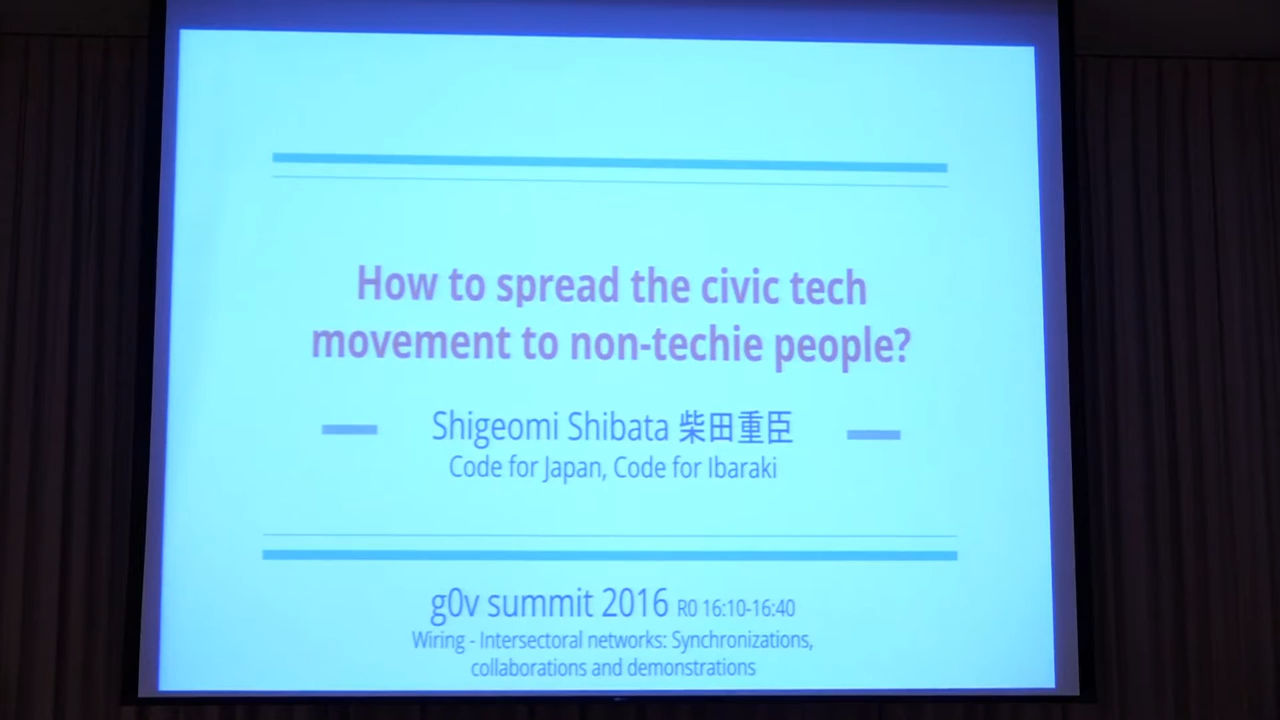 How to spread the civic tech
movement to non-techie people?
Shigeomi Shibata 柴田重臣
Code for Japan, Code for Ibaraki
g0v summit 2016 R0 16:10-16:40
Wiring - Intersectoral networks: Synchronizations,
collaborations and demonstrations